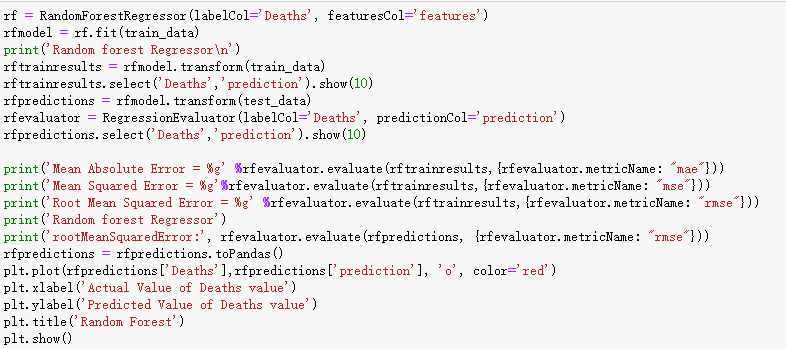 rf = RandomForestRegressor(labelCol='Deaths', featuresCol='features')
rfmodel = rf.fit(train_data)
print('Random forest Regressor\n')
rftrainresults = rfmodel.transform(train_data)
rftrainresults.select('Deaths','prediction').show(10)
rfpredictions = rfmodel.transform(test_data)
rfevaluator = RegressionEvaluator(labelCol='Deaths', predictionCol='prediction')
rfpredictions.select('Deaths','prediction').show(10)
print('Mean Absolute Error = %g' %rfevaluator.evaluate(rftrainresults,{rfevaluator.metricName: "mae"}))
print('Mean Squared Error = %g'%rfevaluator.evaluate(rftrainresults,{rfevaluator.metricName: "mse"}))
print('Root Mean Squared Error = %g' %rfevaluator.evaluate(rftrainresults,{rfevaluator.metricName: "rmse"}))
print('Random forest Regressor')
print('rootMeanSquaredError:', rfevaluator.evaluate(rfpredictions, {rfevaluator.metricName: "rmse"}))
rfpredictions = rfpredictions.toPandas()
plt.plot(rfpredictions['Deaths'],rfpredictions['prediction'], 'o', color='red')
plt.xlabel('Actual Value of Deaths value')
plt.ylabel('Predicted Value of Deaths value')
plt.title('Random Forest')
plt.show()